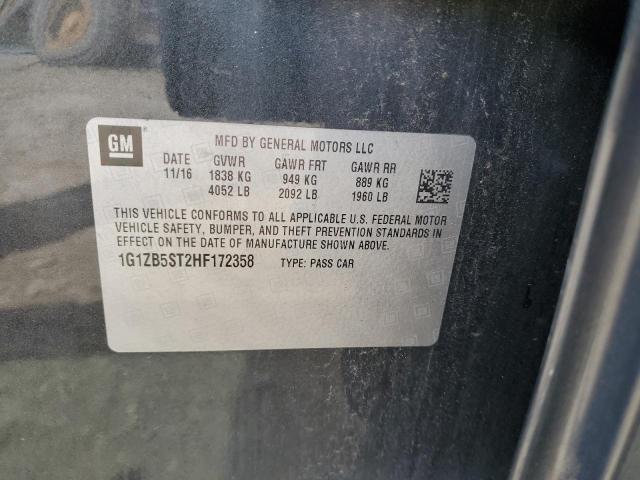 GM
MFD BY GENERAL MOTORS LLC
DATE GVWR GAWR FRT GAWR RR
11/16 1838 KG 949 KG 889 KG
4052 LB 2092 LB 1960 LB
THIS VEHICLE CONFORMS TO ALL APPLICABLE U.S. FEDERAL MOTOR
VEHICLE SAFETY, BUMPER, AND THEFT PREVENTION STANDARDS IN
EFFECT ON THE DATE OF MANUFACTURE SHOWN ABOVE.
1G1ZB5ST2HF172358 TYPE: PASS CAR